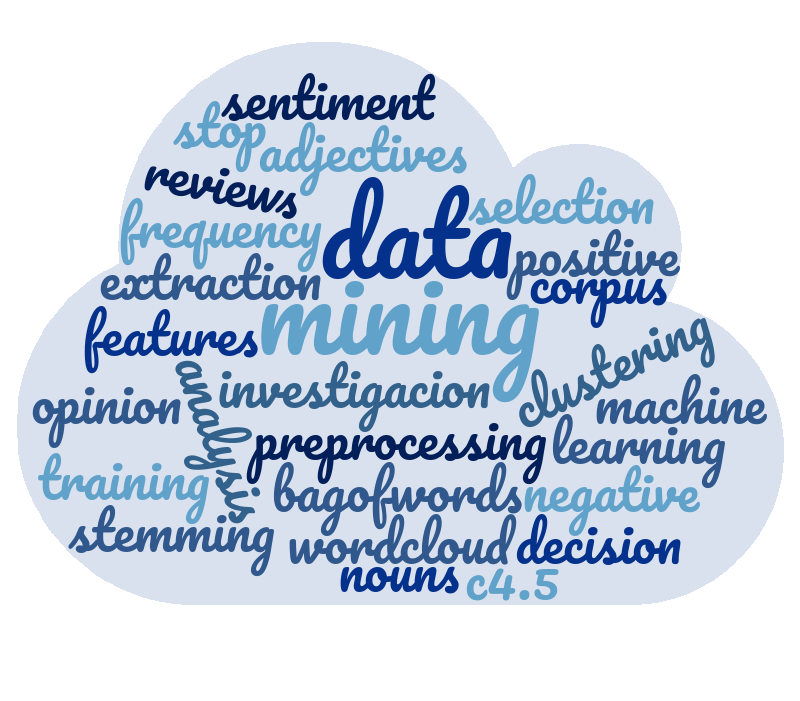 sentiment
stop
adjectives
reviews
selection
frequency
data
positive
extraction
corpus
mining
features
clustering
analysis
investigacion
opinion
machine
preprocessing
learning
training
bagofwords
negative
stemming
wordcloud
decision
nouns
c4.5